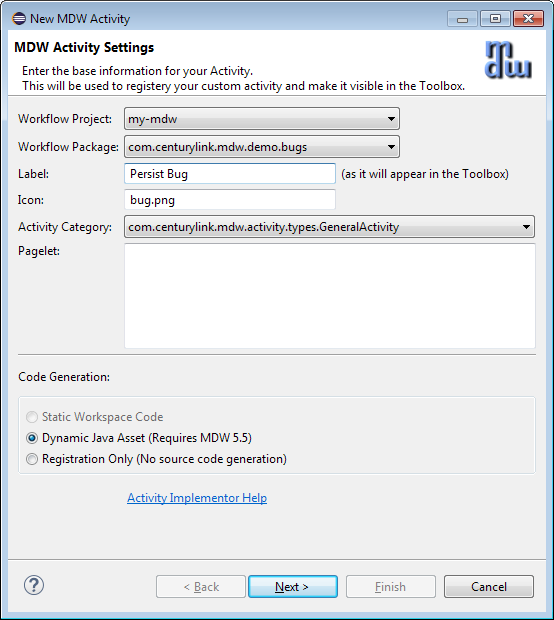 New MDW Activity
MDW Activity Settings
Enter the base information for your Activity.
This will be used to registery your custom activity and make it visible in the Toolbox.
mdw
Workflow Project: my-mdw
Workflow Package: com.centurylink.mdw.demo.bugs
Label: Persist Bug (as it will appear in the Toolbox)
Icon: bug.png
Activity Category: com.centurylink.mdw.activity.types.GeneralActivity
Pagelet:
Code Generation:
Static Workspace Code
Dynamic Java Asset (Requires MDW 5.5)
Registration Only (No source code generation)
Activity Implementor Help
? < Back Next > Finish Cancel